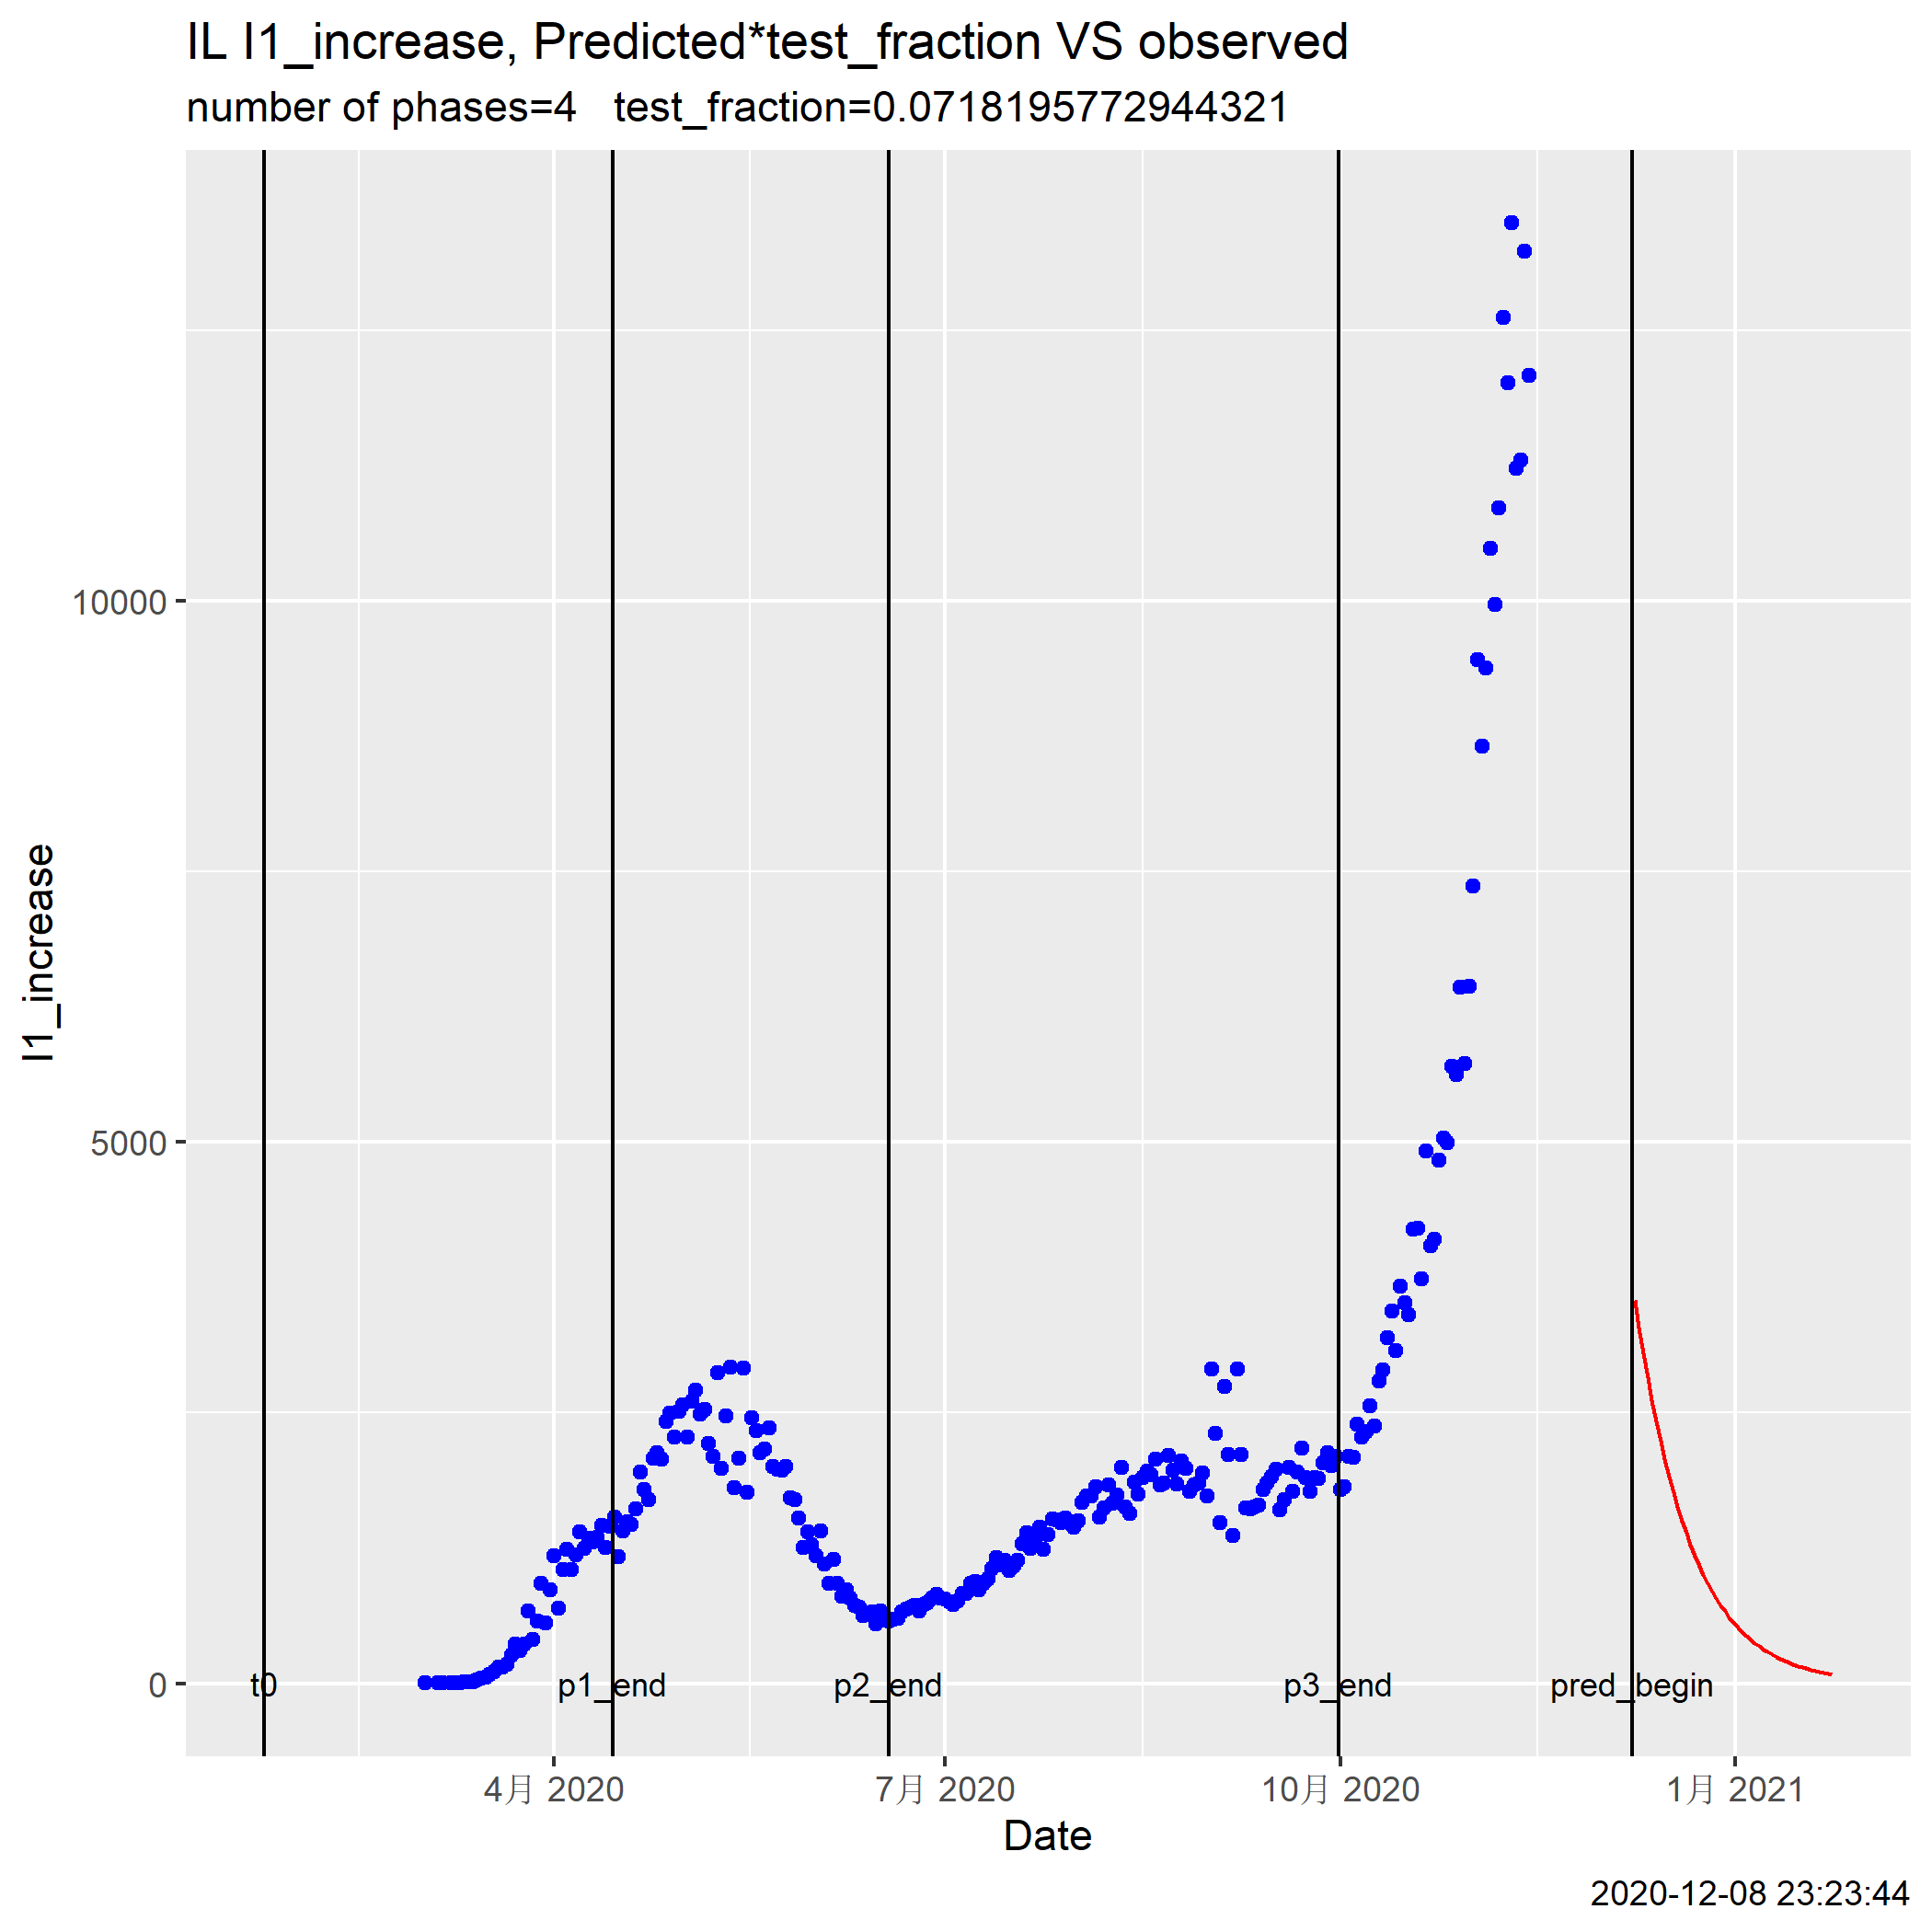 IL I1_increase, Predicted*test_fraction VS observed
number of phases=4   test_fraction=0.0718195772944321
I1_increase
10000
5000
0
t0
p1_end
p2_end
p3_end
pred_begin
4月 2020
7月 2020
10月 2020
1月 2021
Date
2020-12-08 23:23:44